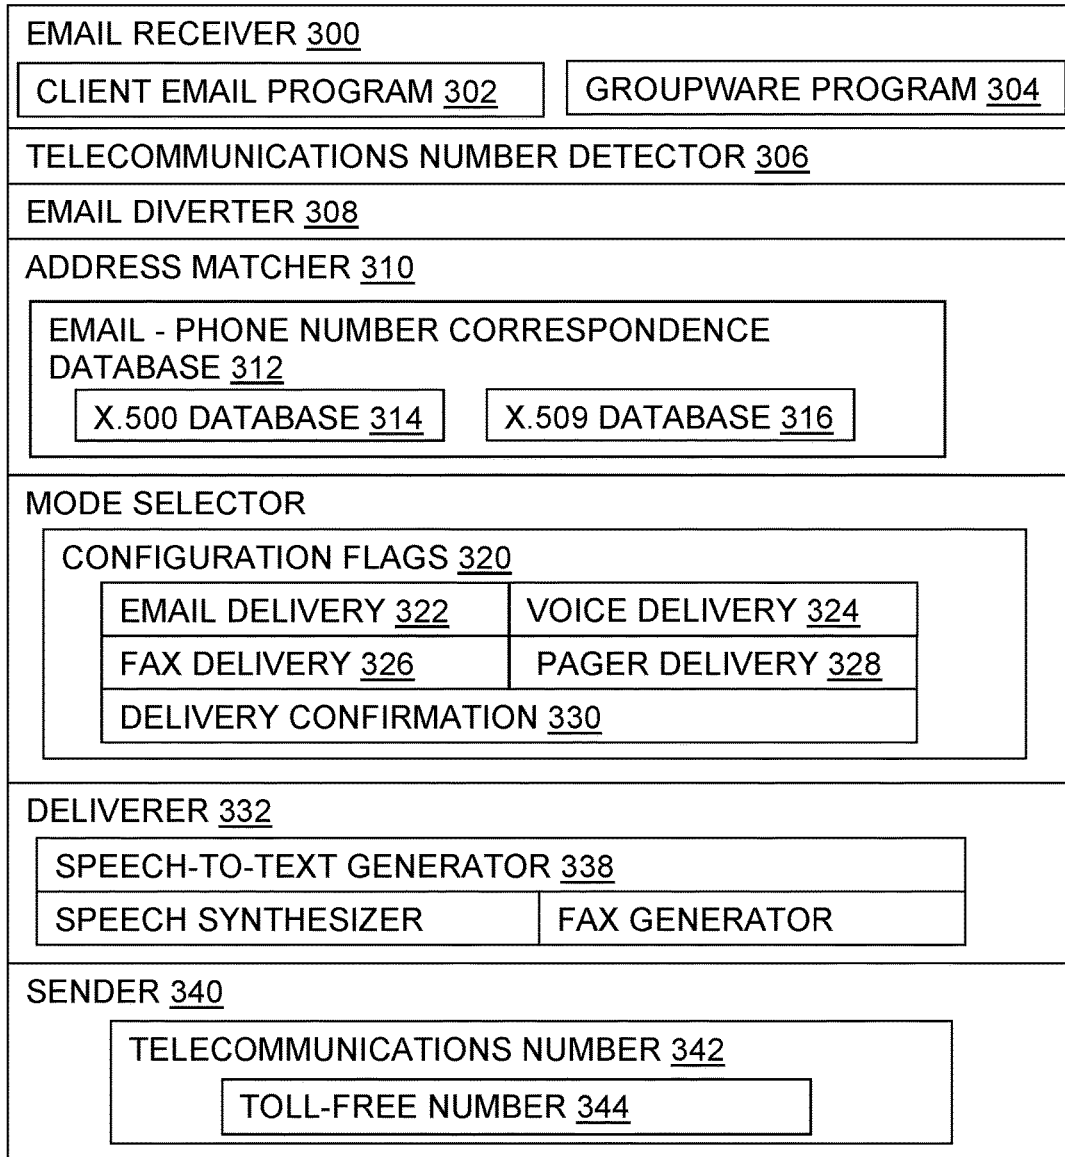 EMAIL RECEIVER 300
CLIENT EMAIL PROGRAM 302
GROUPWARE PROGRAM 304
TELECOMMUNICATIONS NUMBER DETECTOR 306
EMAIL DIVERTER 308
ADDRESS MATCHER 310
EMAIL - PHONE NUMBER CORRESPONDENCE
DATABASE 312
X.500 DATABASE 314
X.509 DATABASE 316
MODE SELECTOR
CONFIGURATION FLAGS 320
EMAIL DELIVERY 322
VOICE DELIVERY 324
FAX DELIVERY 326
PAGER DELIVERY 328
DELIVERY CONFIRMATION 330
DELIVERER 332
SPEECH-TO-TEXT GENERATOR 338
SPEECH SYNTHESIZER
FAX GENERATOR
SENDER 340
TELECOMMUNICATIONS NUMBER 342
TOLL-FREE NUMBER 344